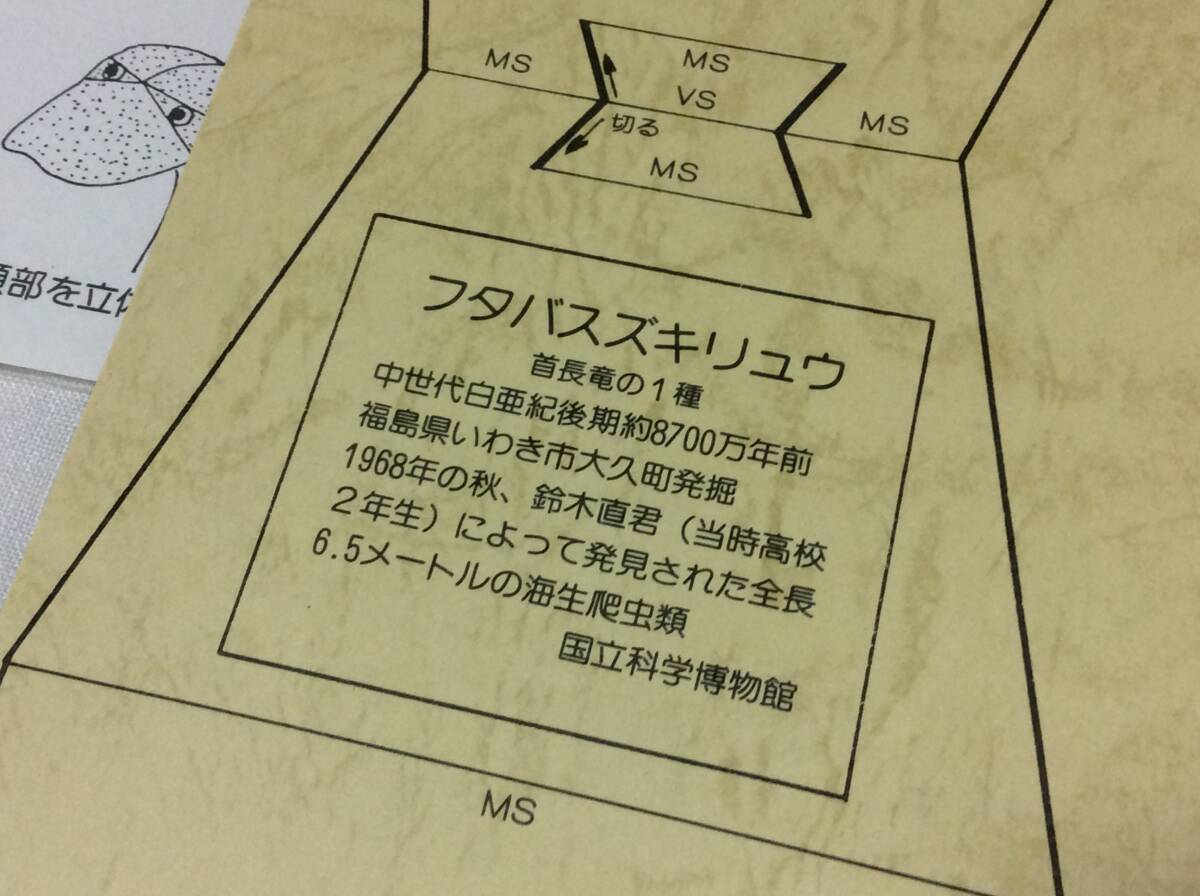 MS
MS
VS
MS
切る
MS
部を立
フタバスズキリュウ
首長竜の1種
中世代白亜紀後期約8700万年前
福島県いわき市大久町発掘
1968年の秋、鈴木直君（当時高校
２年生）によって発見された全長
6.5メートルの海生爬虫類
国立科学博物館
MS